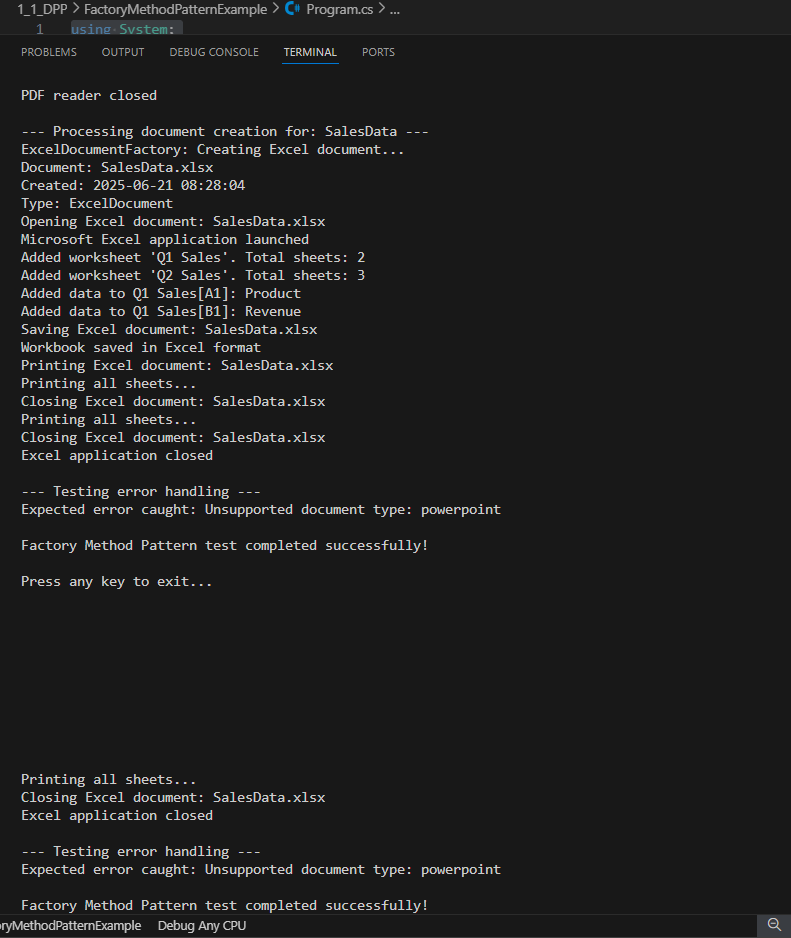 1_1_DPP > FactoryMethodPatternExample > Program.cs > ...
1 using System;
PROBLEMS OUTPUT DEBUG CONSOLE TERMINAL PORTS
PDF reader closed
--- Processing document creation for: SalesData ---
ExcelDocumentFactory: Creating Excel document...
Document: SalesData.xlsx
Created: 2025-06-21 08:28:04
Type: ExcelDocument
Opening Excel document: SalesData.xlsx
Microsoft Excel application launched
Added worksheet 'Q1 Sales'. Total sheets: 2
Added worksheet 'Q2 Sales'. Total sheets: 3
Added data to Q1 Sales[A1]: Product
Added data to Q1 Sales[B1]: Revenue
Saving Excel document: SalesData.xlsx
Workbook saved in Excel format
Printing Excel document: SalesData.xlsx
Printing all sheets...
Closing Excel document: SalesData.xlsx
Printing all sheets...
Closing Excel document: SalesData.xlsx
Excel application closed
--- Testing error handling ---
Expected error caught: Unsupported document type: powerpoint
Factory Method Pattern test completed successfully!
Press any key to exit...
Printing all sheets...
Closing Excel document: SalesData.xlsx
Excel application closed
--- Testing error handling ---
Expected error caught: Unsupported document type: powerpoint
Factory Method Pattern test completed successfully!
oryMethodPatternExample Debug Any CPU